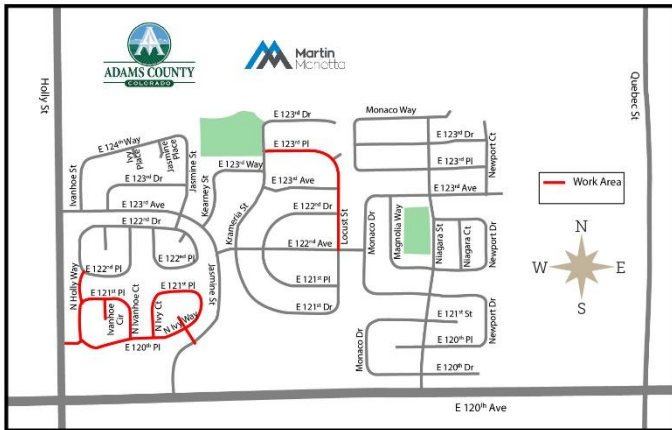 ADAMS COUNTY
COLORADO
Martin
Marietta
Holly St
Quebec St
Monaco Way
E 123rd Dr
E 123rd Pl
E 123rd Way
E 123rd Ave
E 122nd Dr
E 122nd Ave
E 121st Pl
E 121st Dr
Locust St
Krameria St
Kearney St
Jasmine St
E 124th Way
Ivy
Place
Jasmine
Place
Ivanhoe St
E 123rd Dr
E 123rd Ave
E 122nd Dr
E 122nd Pl
E 122nd Pl
Jasmine St
N Holly Way
E 121st Pl
Ivanhoe
Cir
N Ivanhoe Ct
N Ivy Ct
E 121st Pl
N Ivy Way
E 120th Pl
E 123rd Dr
E 123rd Pl
Newport Ct
E 123rd Ave
Monaco Dr
Magnolia Way
Niagara St
Niagara Ct
Newport Dr
E 121st St
E 120th Pl
Newport Dr
Monaco Dr
E 120th Dr
E 120th Ave
Work Area
N
W
E
S